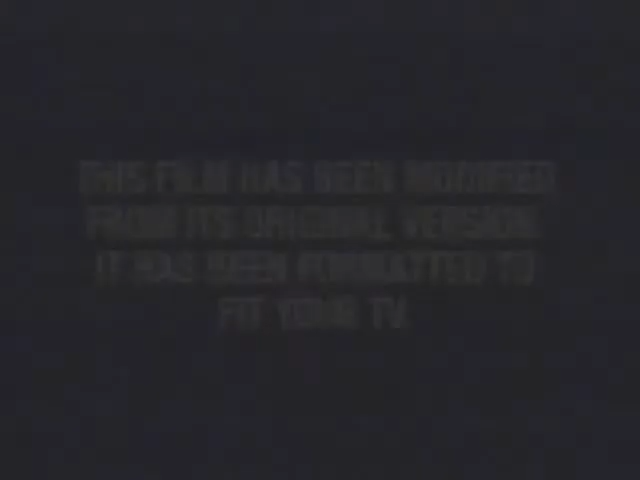 THIS FILM HAS BEEN MODIFIED
FROM ITS ORIGINAL VERSION.
IT HAS BEEN FORMATTED TO
FIT YOUR TV.